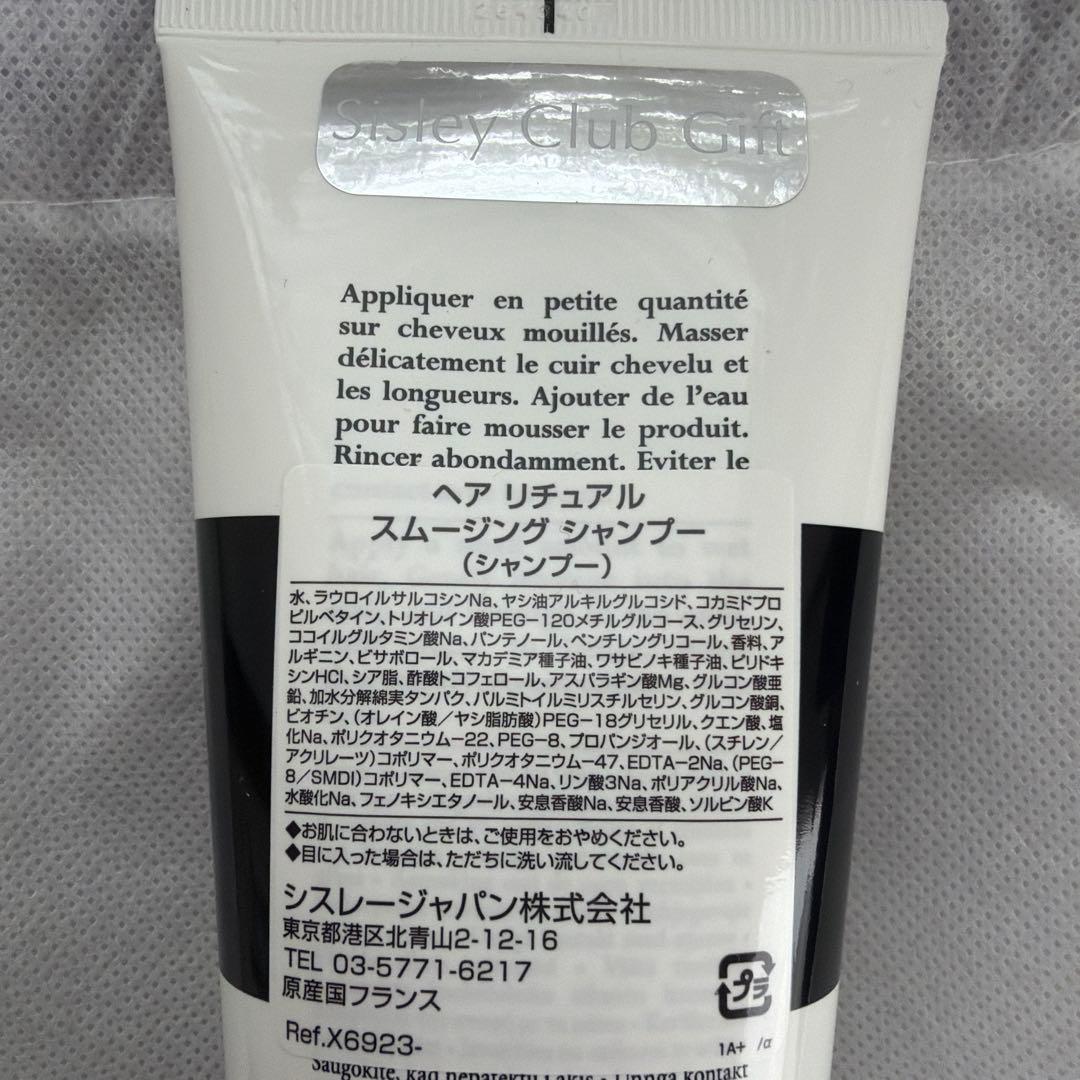 Sisley Club Gift
Appliquer en petite quantité
sur cheveux mouillés. Masser
délicatement le cuir chevelu et
les longueurs. Ajouter de l'eau
pour faire mousser le produit.
Rincer abondamment. Eviter le
ヘア リチュアル
スムージング シャンプー
(シャンプー)
水、ラウロイルサルコシンNa、ヤシ油アルキルグルコシド、コカミドプロ
ピルベタイン、トリオレイン酸PEG-120メチルグルコース、グリセリン、
ココイルグルタミン酸Na、パンテノール、ペンチレングリコール、香料、ア
ルギニン、ビサボロール、マカデミア種子油、ワサビノキ種子油、ピリドキ
シンHCl、シア脂、酢酸トコフェロール、アスパラギン酸Mg、グルコン酸亜
鉛、加水分解綿実タンパク、パルミトイルミリスチルセリン、グルコン酸銅、
ビオチン、(オレイン酸/ヤシ脂肪酸)PEG-18グリセリル、クエン酸、塩
化Na、ポリクオタニウム-22、PEG-8、プロパンジオール、(スチレン/
アクリレーツ)コポリマー、ポリクオタニウム-47、EDTA-2Na、(PEG-
8/SMDI)コポリマー、EDTA-4Na、リン酸3Na、ポリアクリル酸Na、
水酸化Na、フェノキシエタノール、安息香酸Na、安息香酸、ソルビン酸K
◆お肌に合わないときは、ご使用をおやめください。
◆目に入った場合は、ただちに洗い流してください。
シスレージャパン株式会社
東京都港区北青山2-12-16
TEL 03-5771-6217
原産国フランス
プラ
Ref.X6923-
1A+ /α
Saugokite, kad nepatektų į akis - Unnga kontakt